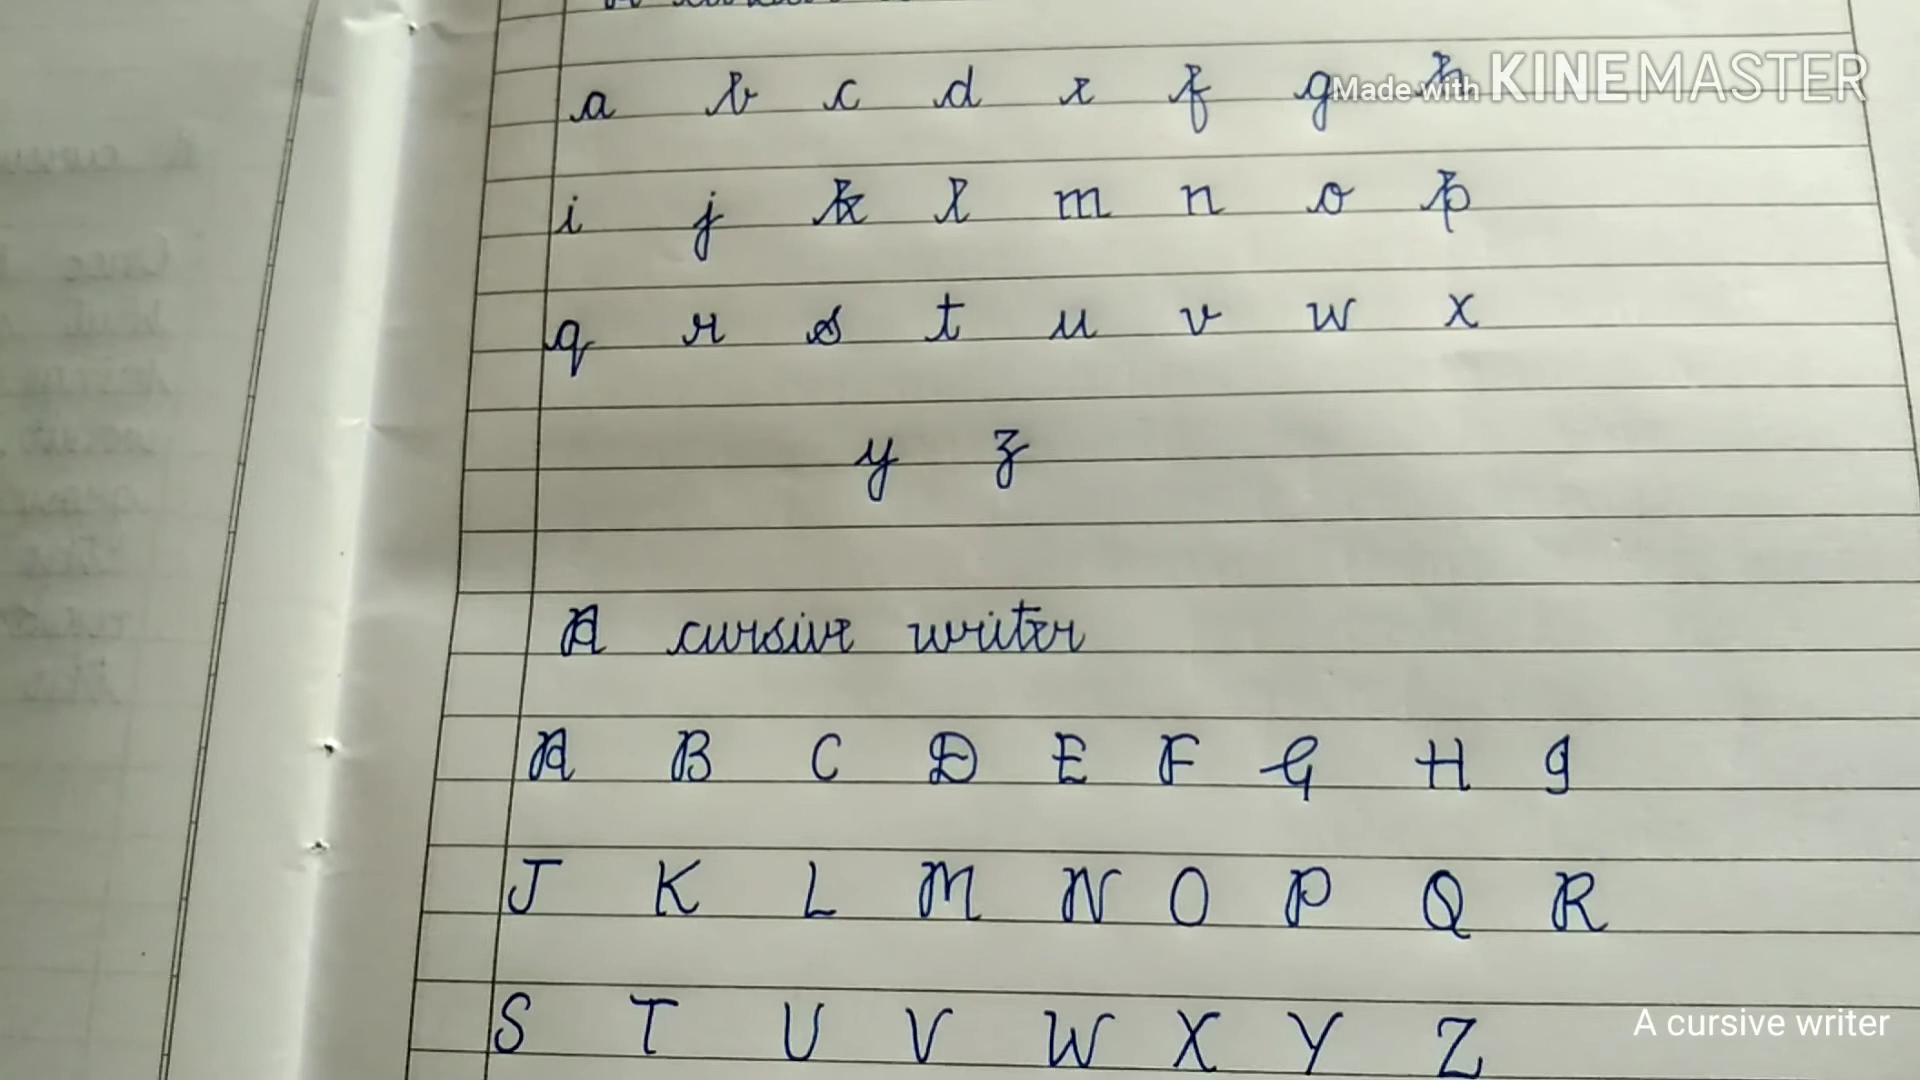 a b c d e f g h
Made with KINEMASTER
i j k l m n o p
q r s t u v w x
y z
A cursive writer
A B C D E F G H I
J K L M N O P Q R
S T U V W X Y Z
A cursive writer